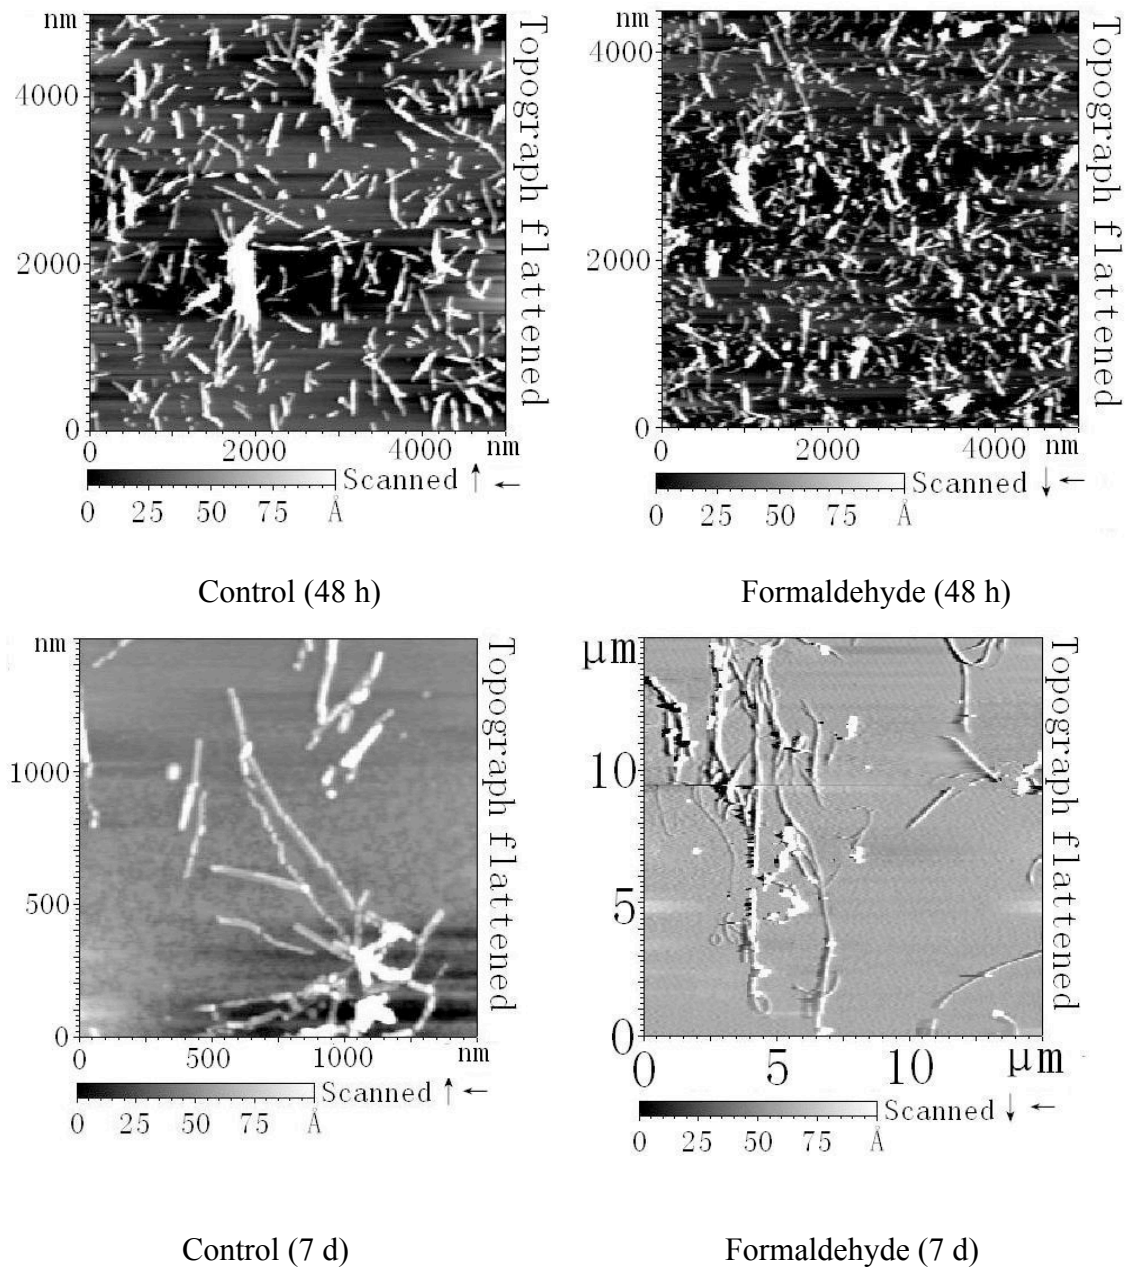 nm
4000
2000
0
0 2000 4000 nm
Topograph flattened
Scanned ↑ ←
0 25 50 75 Å
Control (48 h)
nm
4000
2000
0
0 2000 4000 nm
Topograph flattened
Scanned ↓ ←
0 25 50 75 Å
Formaldehyde (48 h)
nm
1000
500
0
0 500 1000 nm
Topograph flattened
Scanned ↑ ←
0 25 50 75 Å
Control (7 d)
μm
10
5
0
0 5 10 μm
Topograph flattened
Scanned ↓ ←
0 25 50 75 Å
Formaldehyde (7 d)